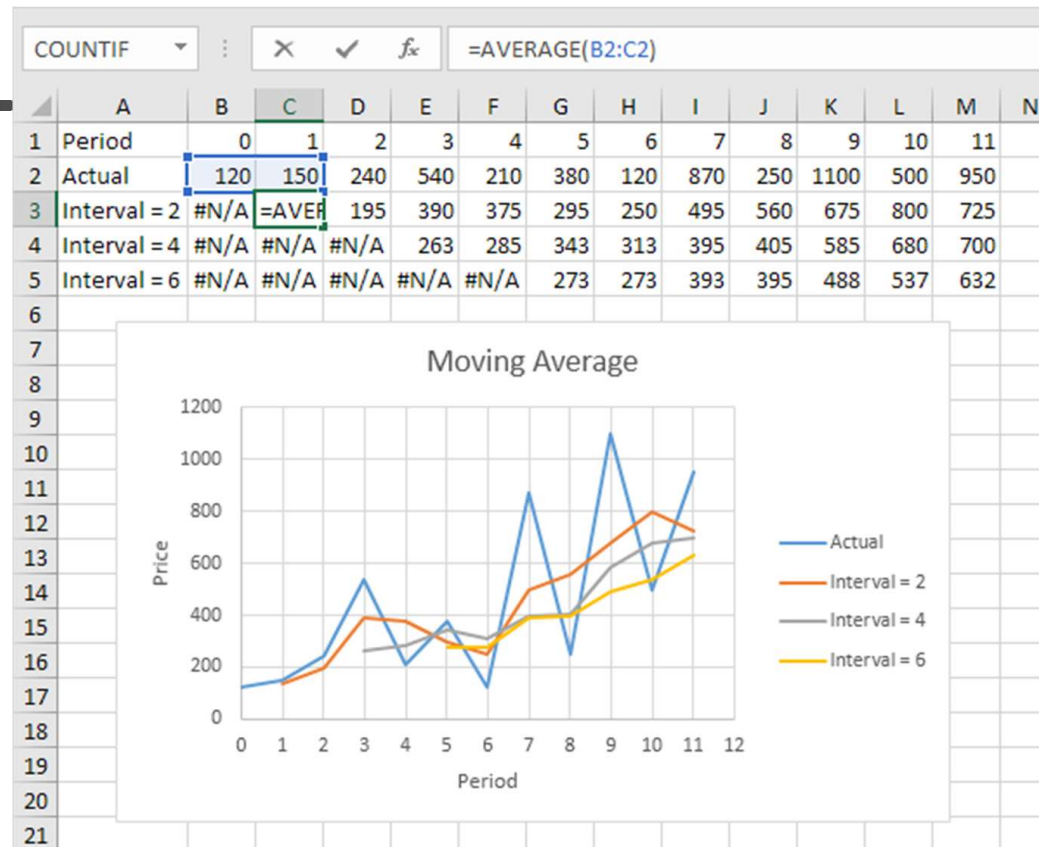 COUNTIF fx =AVERAGE(B2:C2)
A B C D E F G H I J K L M N
1 Period 0 1 2 3 4 5 6 7 8 9 10 11
2 Actual 120 150 240 540 210 380 120 870 250 1100 500 950
3 Interval = 2 #N/A =AVER 195 390 375 295 250 495 560 675 800 725
4 Interval = 4 #N/A #N/A #N/A 263 285 343 313 395 405 585 680 700
5 Interval = 6 #N/A #N/A #N/A #N/A #N/A 273 273 393 395 488 537 632
6
7
8
9
10
11
12
13
14
15
16
17
18
19
20
21
Moving Average
1200
1000
800
600
400
200
0
Price
0 1 2 3 4 5 6 7 8 9 10 11 12
Period
Actual
Interval = 2
Interval = 4
Interval = 6